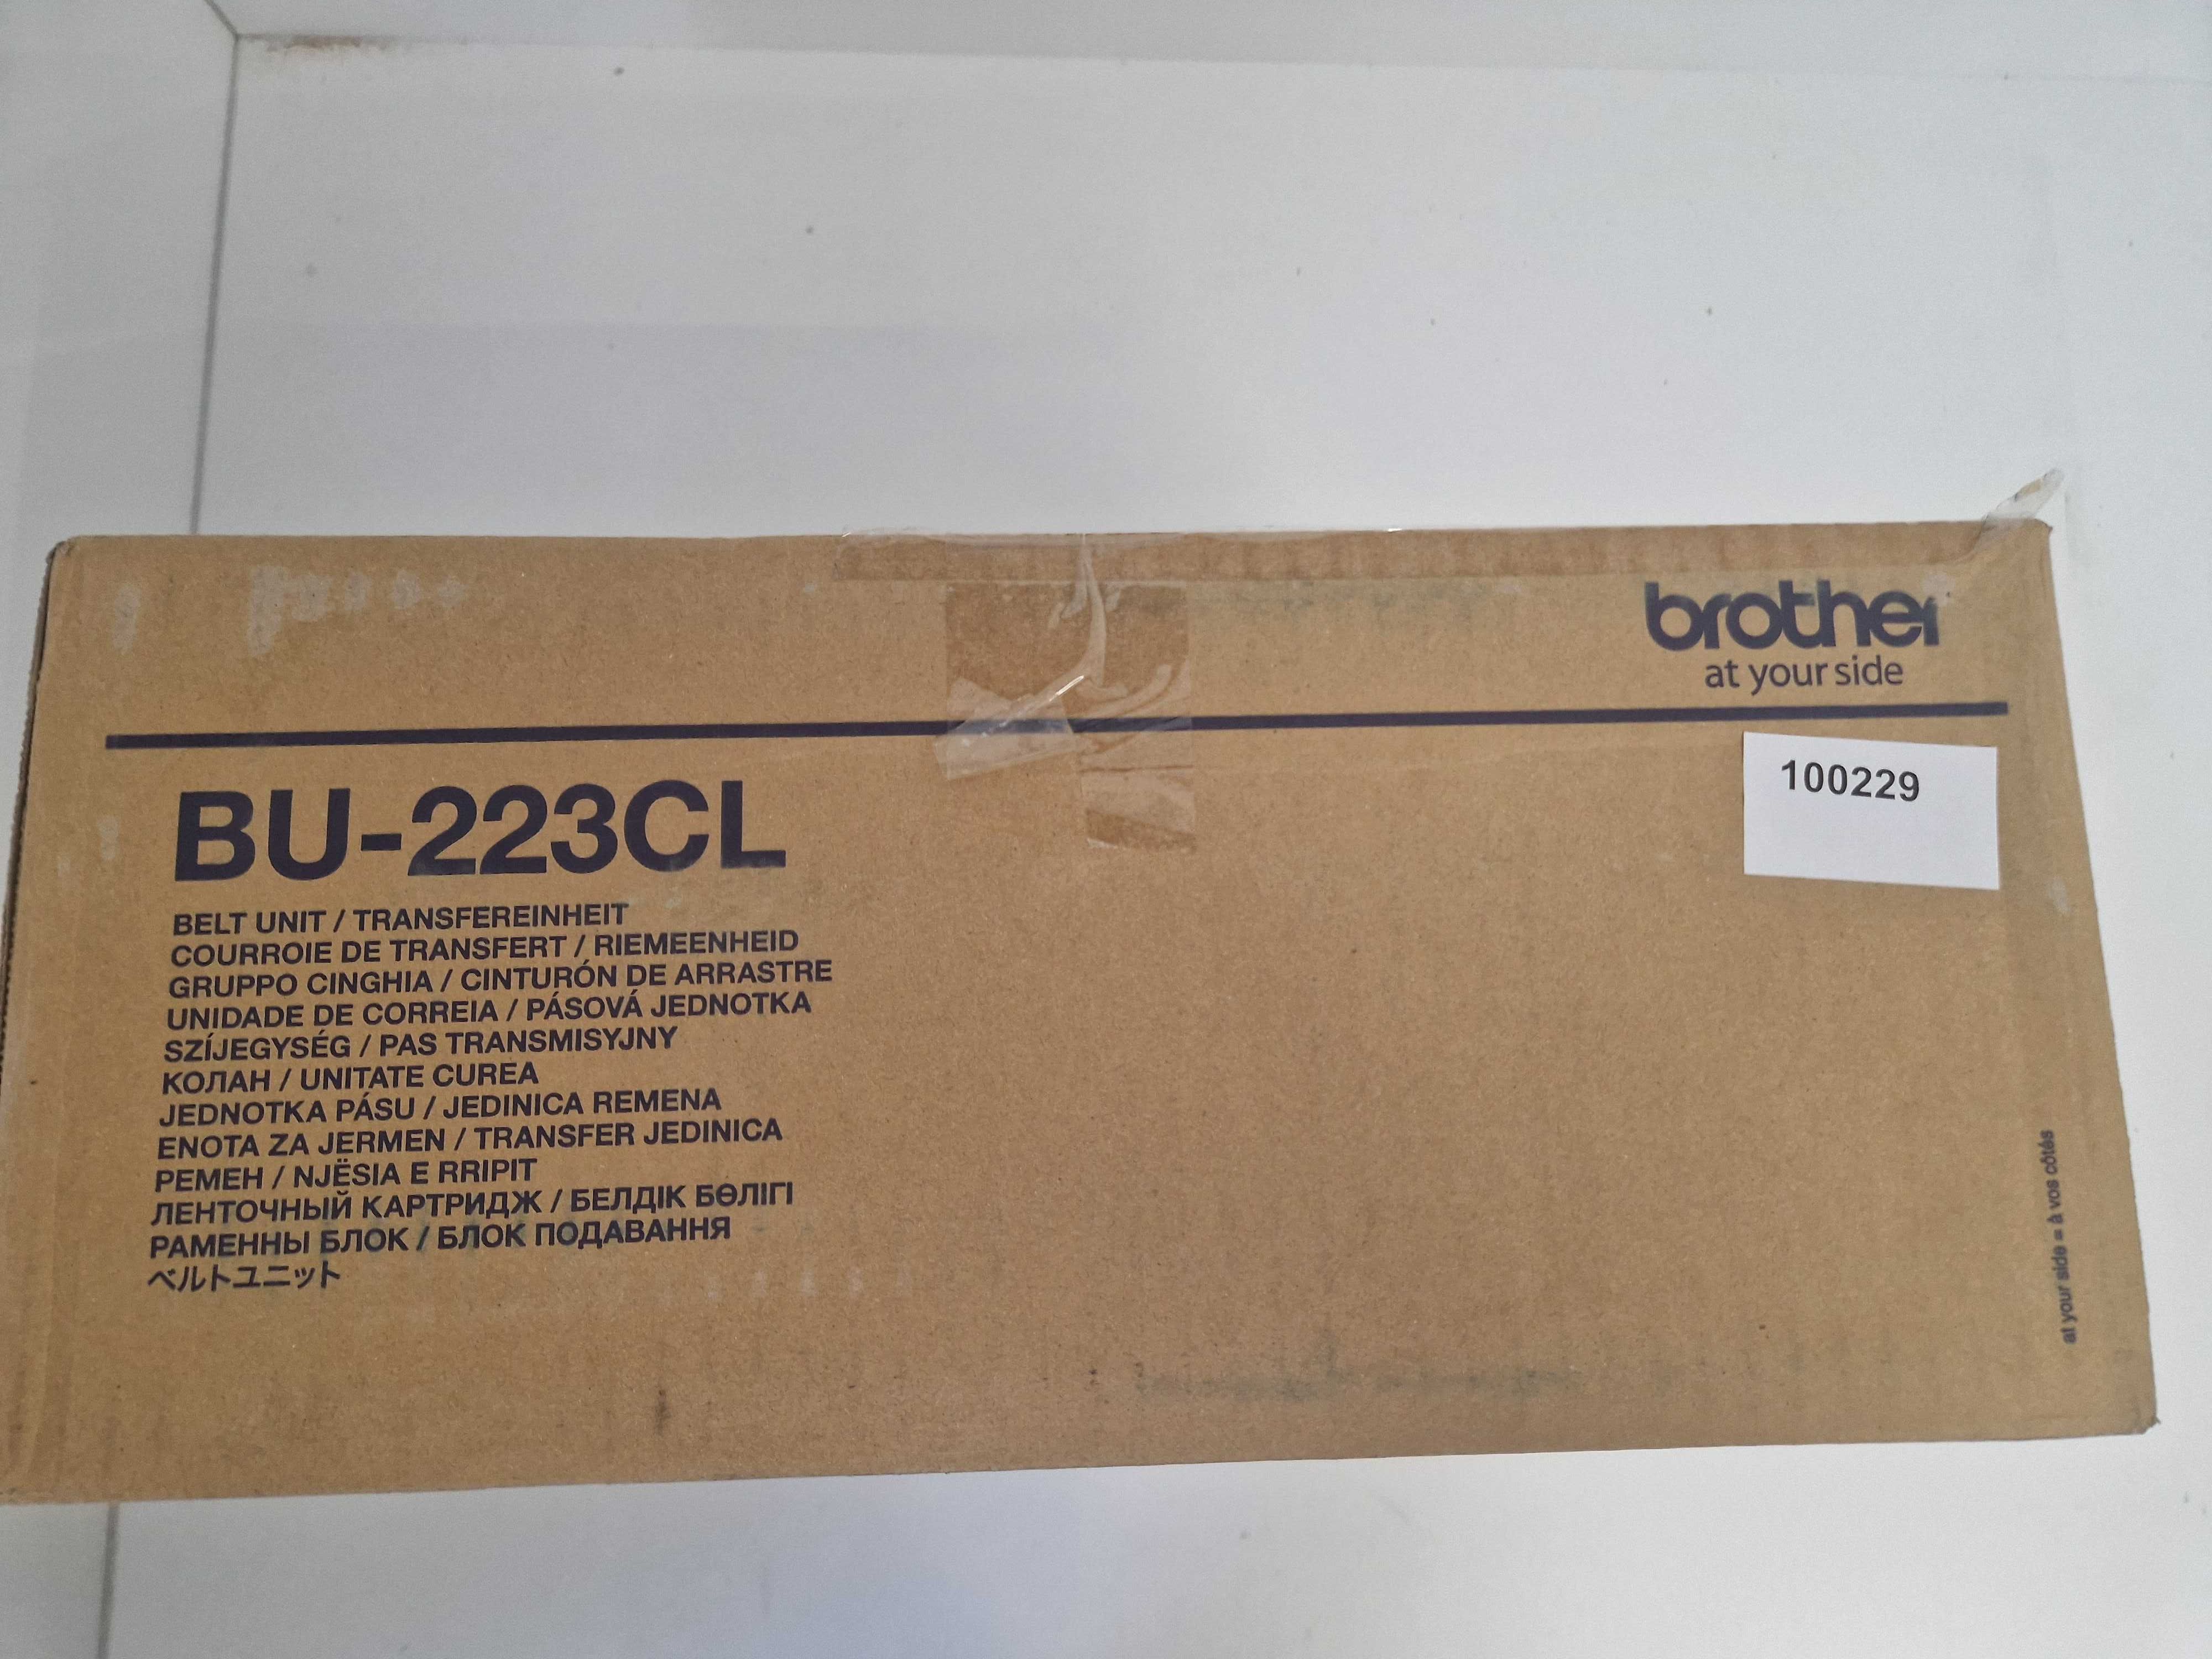 brother
at your side
BU-223CL
100229
BELT UNIT / TRANSFEREINHEIT
COURROIE DE TRANSFERT / RIEMEENHEID
GRUPPO CINGHIA / CINTURÓN DE ARRASTRE
UNIDADE DE CORREIA / PÁSOVÁ JEDNOTKA
SZÍJEGYSÉG / PAS TRANSMISYJNY
КОЛАН / UNITATE CUREA
JEDNOTKA PÁSU / JEDINICA REMENA
ENOTA ZA JERMEN / TRANSFER JEDINICA
РЕМЕН / NJËSIA E RRIPIT
ЛЕНТОЧНЫЙ КАРТРИДЖ / БЕЛДІК БӨЛІГІ
РАМЕННЫ БЛОК / БЛОК ПОДАВАННЯ
ベルトユニット
at your side = à vos côtés